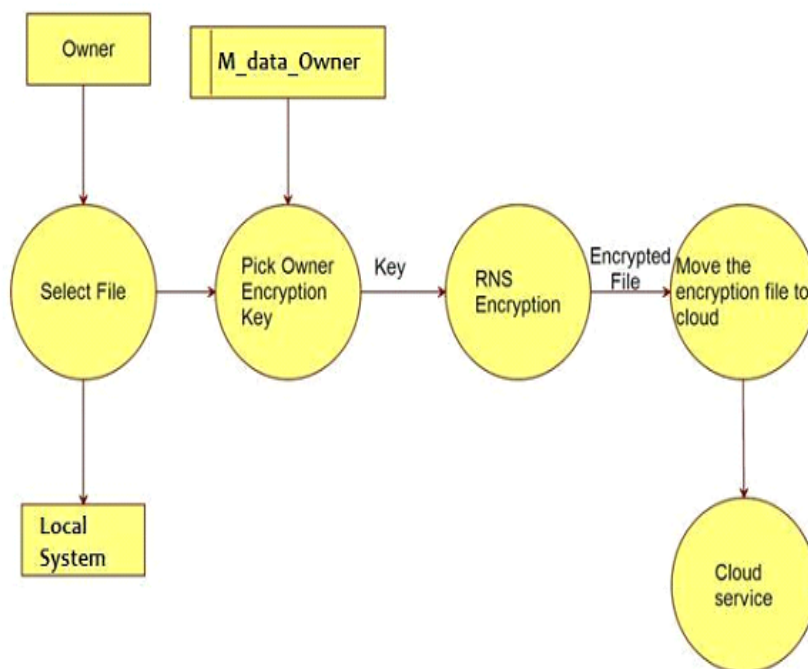 Owner
M_data_Owner
Select File
Pick Owner
Encryption
Key
Key
RNS
Encryption
Encrypted
File
Move the
encryption file to
cloud
Local
System
Cloud
service